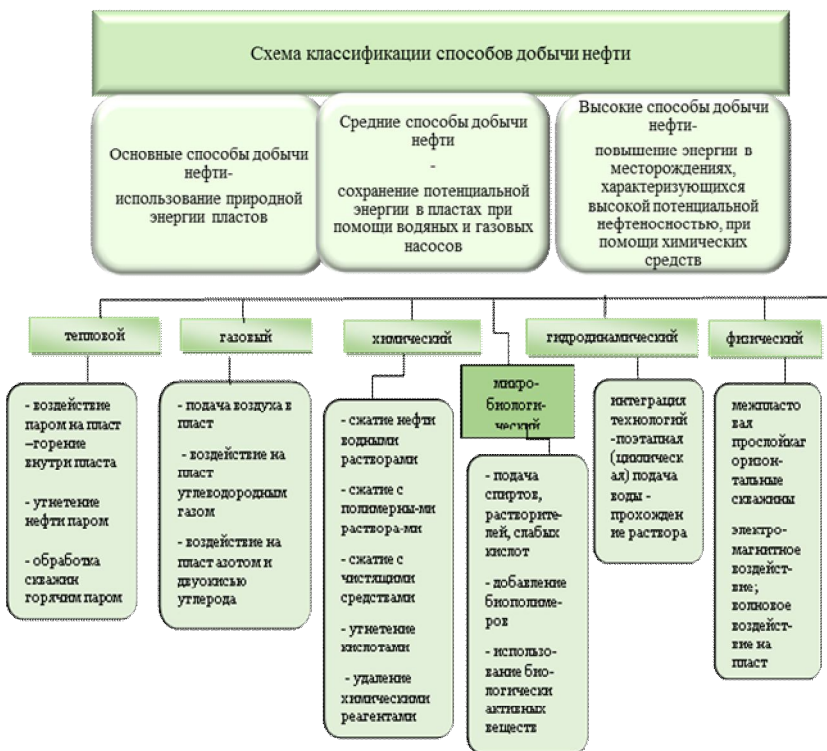 Схема классификации способов добычи нефти
Основные способы добычи
нефти-
использование природной
энергии пластов
Средние способы добычи
нефти
-
сохранение потенциальной
энергии в пластах при
помощи водяных и газовых
насосов
Высокие способы добычи
нефти-
повышение энергии в
месторождениях,
характеризующихся
высокой потенциальной
нефтеносностью, при
помощи химических
средств
тепловой
газовый
химический
микро-
биологи-
ческий
гидродинамический
физический
- воздействие
паром на пласт
–горение
внутри пласта
- угнетение
нефти паром
- обработка
скважин
горячим паром
- подача воздуха в
пласт
- воздействие на
пласт
углеводородным
газом
- воздействие на
пласт азотом и
двуокисью
углерода
- сжатие нефти
водными
растворами
- сжатие с
полимерны-ми
раствора-ми
- сжатие с
чистящими
средствами
- угнетение
кислотами
- удаление
химическими
реагентами
- подача
спиртов,
растворите-
лей, слабых
кислот
- добавление
биополиме-
ров
- использо-
вание био-
логически
активных
веществ
интеграция
технологий
-поэтапная
(циклическ
ая) подача
воды -
прохожден
ие раствора
межпласто
вая
прослойкаг
оризон-
тальные
скважины
электро-
магнитное
воздейст-
вие;
волновое
воздейст-
вие на
пласт